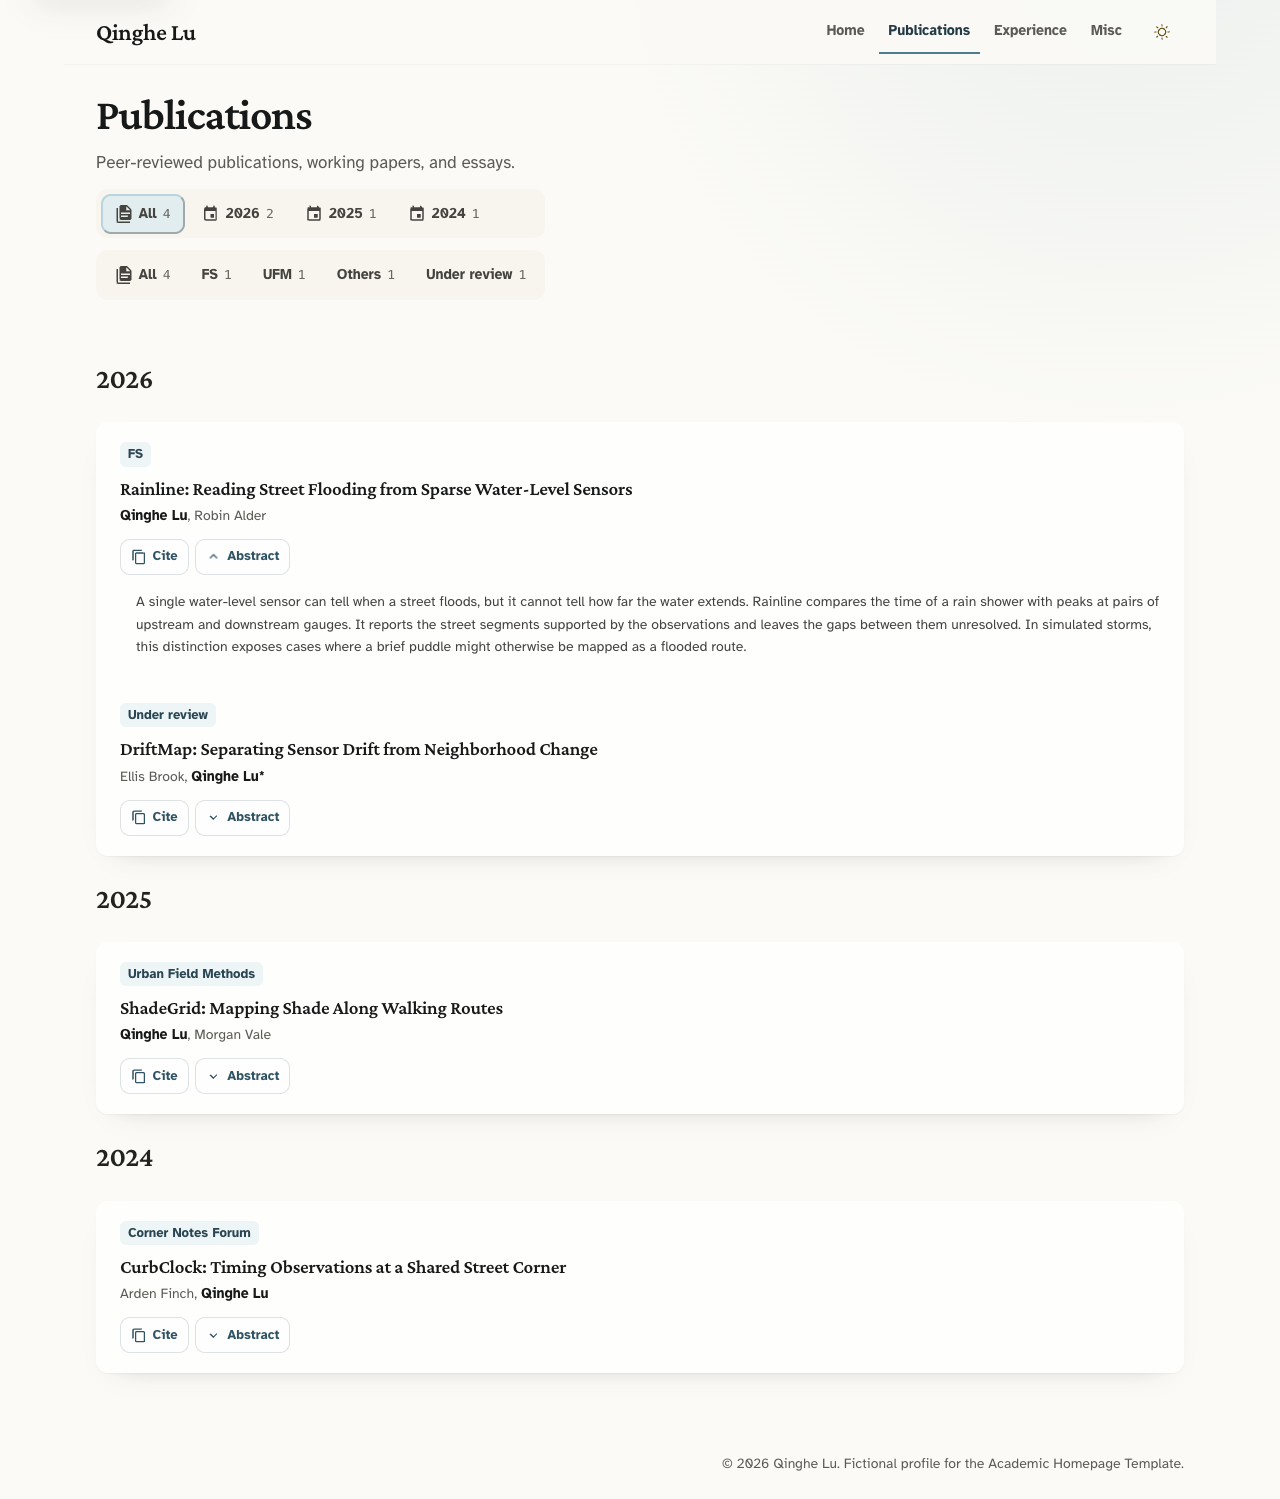 Qinghe Lu
Home Publications Experience Misc
Publications
Peer-reviewed publications, working papers, and essays.
All 4 2026 2 2025 1 2024 1
All 4 FS 1 UFM 1 Others 1 Under review 1
2026
FS
Rainline: Reading Street Flooding from Sparse Water-Level Sensors
Qinghe Lu, Robin Alder
Cite Abstract
A single water-level sensor can tell when a street floods, but it cannot tell how far the water extends. Rainline compares the time of a rain shower with peaks at pairs of
upstream and downstream gauges. It reports the street segments supported by the observations and leaves the gaps between them unresolved. In simulated storms,
this distinction exposes cases where a brief puddle might otherwise be mapped as a flooded route.
Under review
DriftMap: Separating Sensor Drift from Neighborhood Change
Ellis Brook, Qinghe Lu*
Cite Abstract
2025
Urban Field Methods
ShadeGrid: Mapping Shade Along Walking Routes
Qinghe Lu, Morgan Vale
Cite Abstract
2024
Corner Notes Forum
CurbClock: Timing Observations at a Shared Street Corner
Arden Finch, Qinghe Lu
Cite Abstract
© 2026 Qinghe Lu. Fictional profile for the Academic Homepage Template.